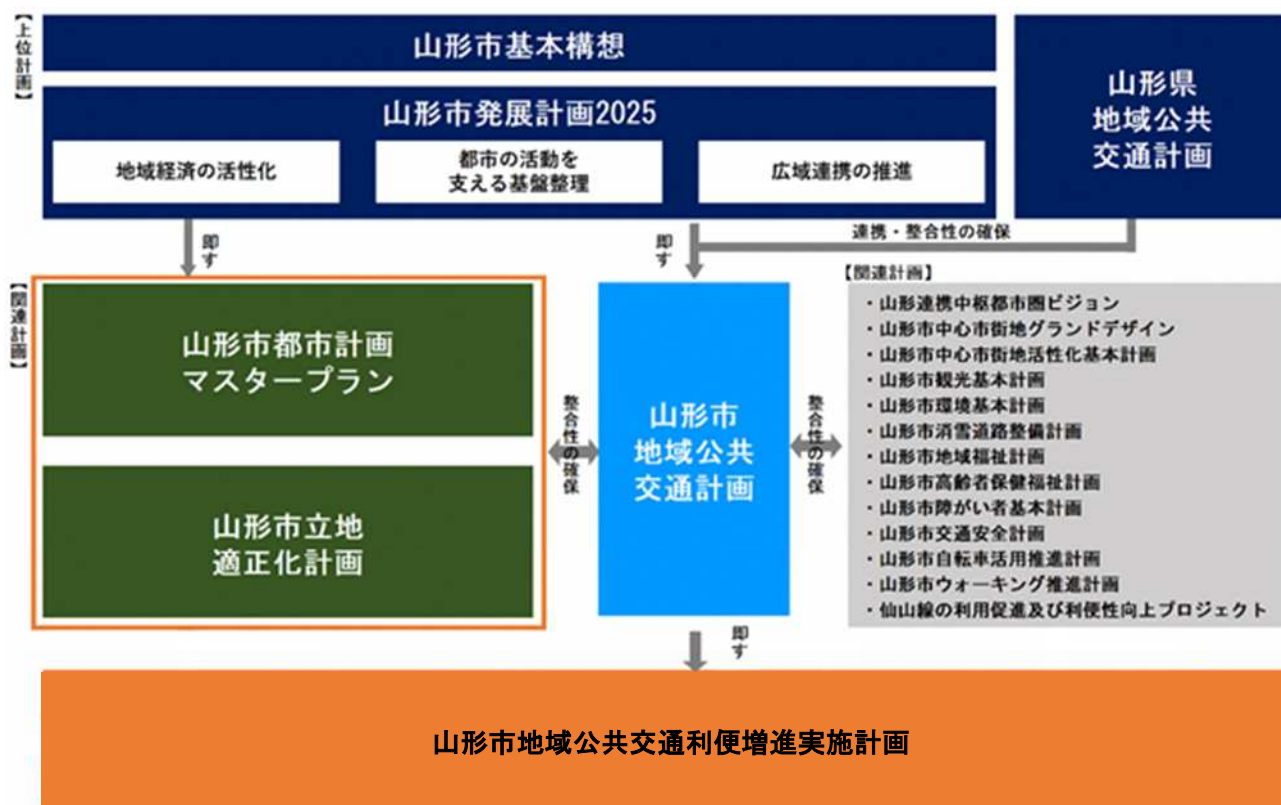 【上位計画】
山形市基本構想
山形市発展計画2025
地域経済の活性化
都市の活動を
支える基盤整理
広域連携の推進
山形県
地域公共
交通計画
即す
即す
連携・整合性の確保
【関連計画】
山形市都市計画
マスタープラン
山形市立地
適正化計画
整合性の確保
山形市
地域公共
交通計画
整合性の確保
【関連計画】
・山形連携中枢都市圏ビジョン
・山形市中心市街地グランドデザイン
・山形市中心市街地活性化基本計画
・山形市観光基本計画
・山形市環境基本計画
・山形市消雪道路整備計画
・山形市地域福祉計画
・山形市高齢者保健福祉計画
・山形市障がい者基本計画
・山形市交通安全計画
・山形市自転車活用推進計画
・山形市ウォーキング推進計画
・仙山線の利用促進及び利便性向上プロジェクト
即す
山形市地域公共交通利便増進実施計画